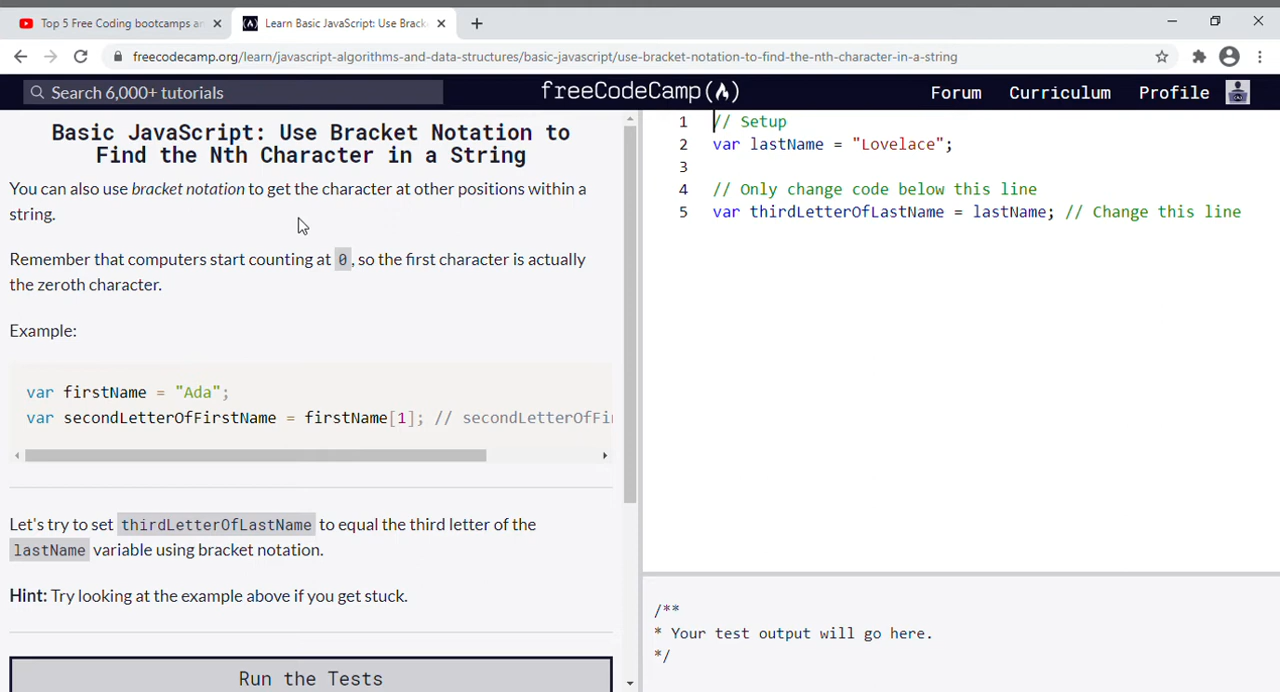 Top 5 Free Coding bootcamps an
Learn Basic JavaScript: Use Brack
freecodecamp.org/learn/javascript-algorithms-and-data-structures/basic-javascript/use-bracket-notation-to-find-the-nth-character-in-a-string
Search 6,000+ tutorials
freeCodeCamp
Forum
Curriculum
Profile
Basic JavaScript: Use Bracket Notation to
Find the Nth Character in a String
You can also use bracket notation to get the character at other positions within a
string.
Remember that computers start counting at 0, so the first character is actually
the zeroth character.
Example:
var firstName = "Ada";
var secondLetterOfFirstName = firstName[1]; // secondLetterOfFi
Let's try to set thirdLetterOfLastName to equal the third letter of the
lastName variable using bracket notation.
Hint: Try looking at the example above if you get stuck.
Run the Tests
1 // Setup
2 var lastName = "Lovelace";
3
4 // Only change code below this line
5 var thirdLetterOfLastName = lastName; // Change this line
/**
* Your test output will go here.
*/